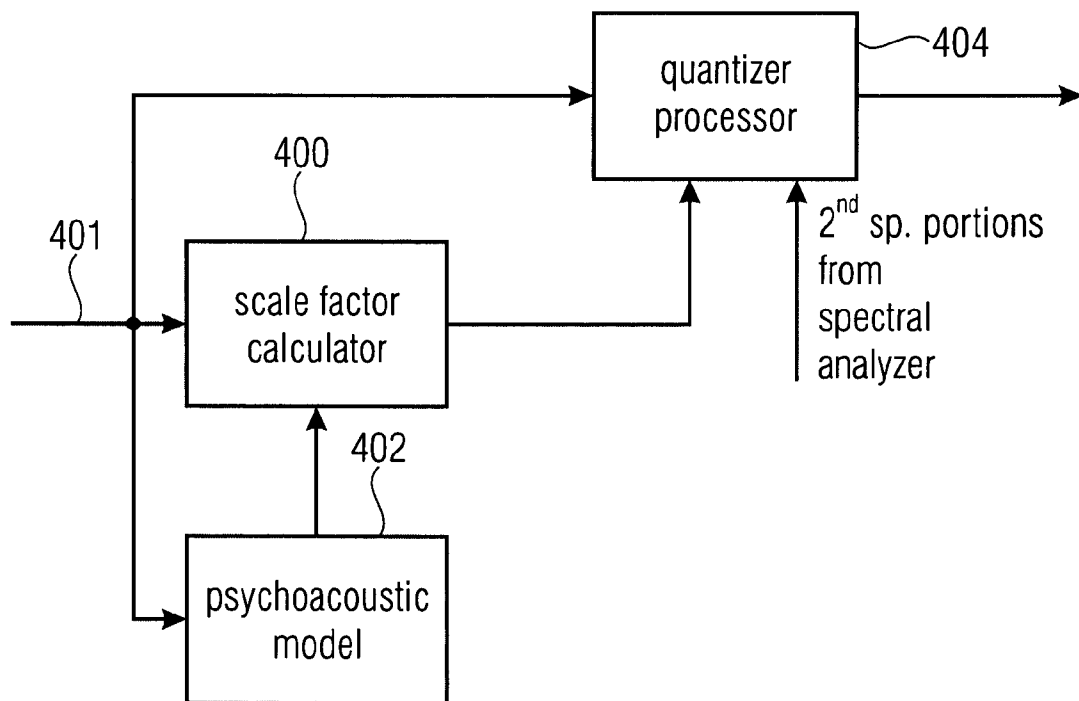 quantizer
processor
404
400
401
scale factor
calculator
2nd sp. portions
from
spectral
analyzer
402
psychoacoustic
model